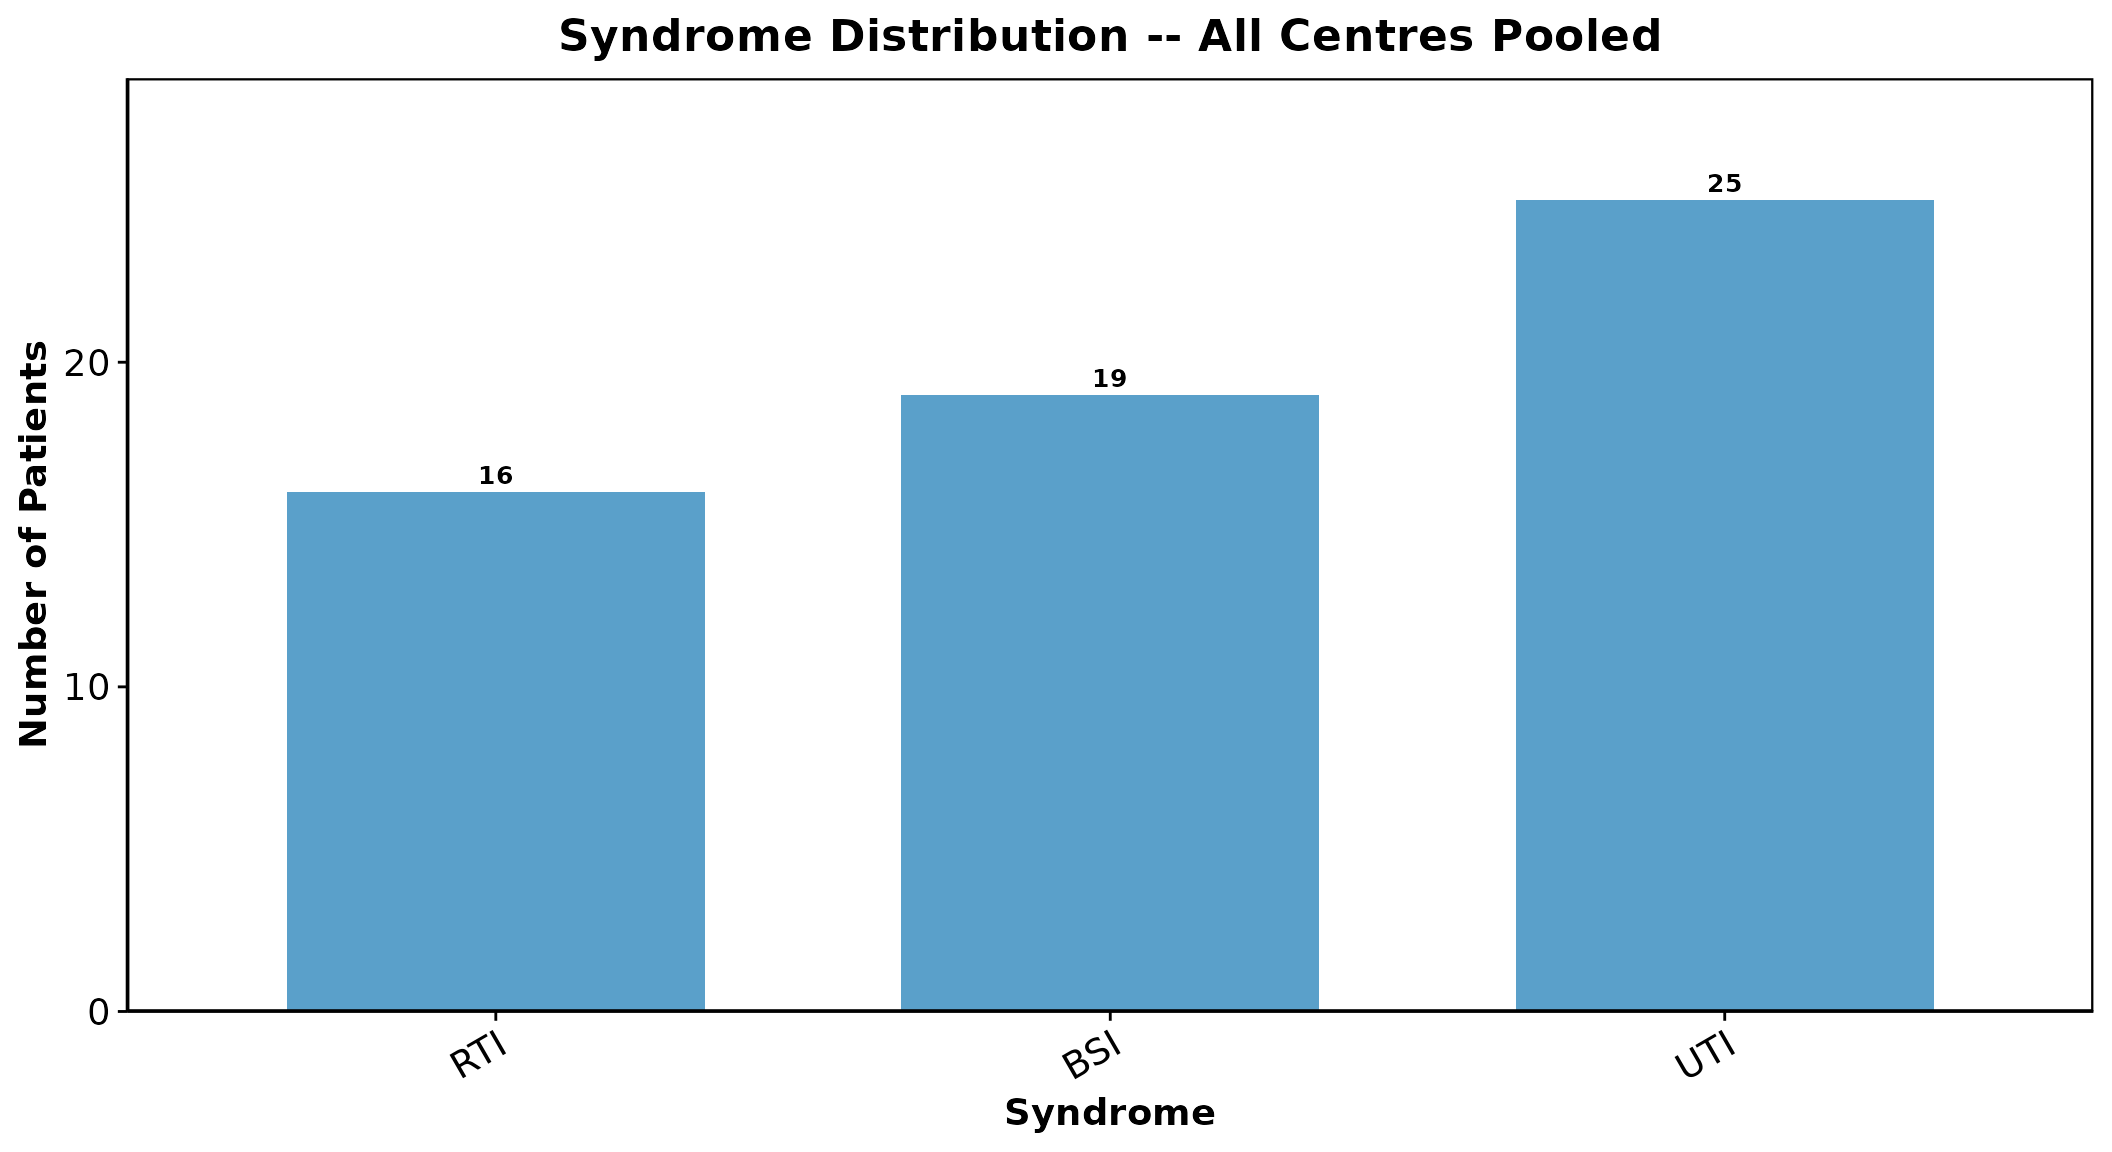 Syndrome Distribution -- All Centres Pooled
Number of Patients
20
10
0
16
19
25
RTI
BSI
UTI
Syndrome